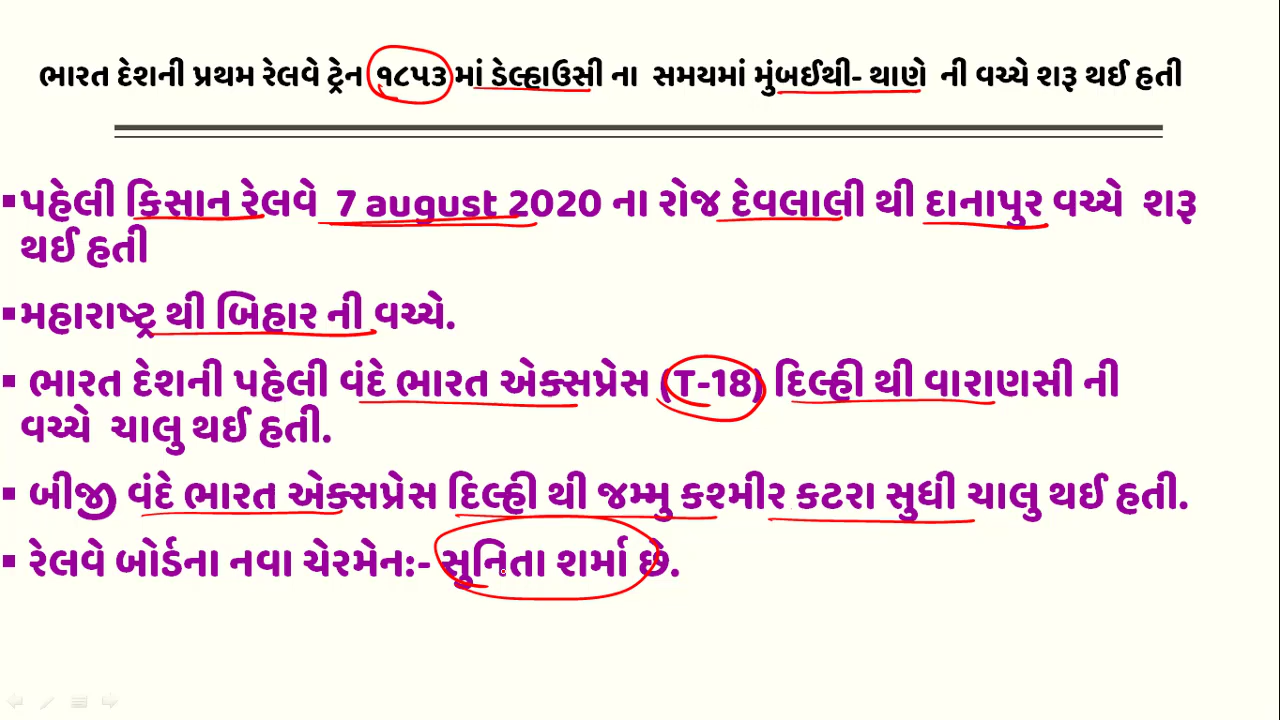 ભારત દેશની પ્રથમ રેલવે ટ્રેન ૧૮૫૩ માં ડેલ્હાઉસી ના સમયમાં મુંબઈથી- થાણે ની વચ્ચે શરૂ થઈ હતી
▪પહેલી કિસાન રેલવે 7 august 2020 ના રોજ દેવલાલી થી દાનાપુર વચ્ચે શરૂ
થઈ હતી
▪મહારાષ્ટ્ર થી બિહાર ની વચ્ચે.
▪ ભારત દેશની પહેલી વંદે ભારત એક્સપ્રેસ (T-18) દિલ્હી થી વારાણસી ની
વચ્ચે ચાલુ થઈ હતી.
▪ બીજી વંદે ભારત એક્સપ્રેસ દિલ્હી થી જમ્મુ કશ્મીર કટરા સુધી ચાલુ થઈ હતી.
▪ રેલવે બોર્ડના નવા ચેરમેન:- સુનિતા શર્મા છે.